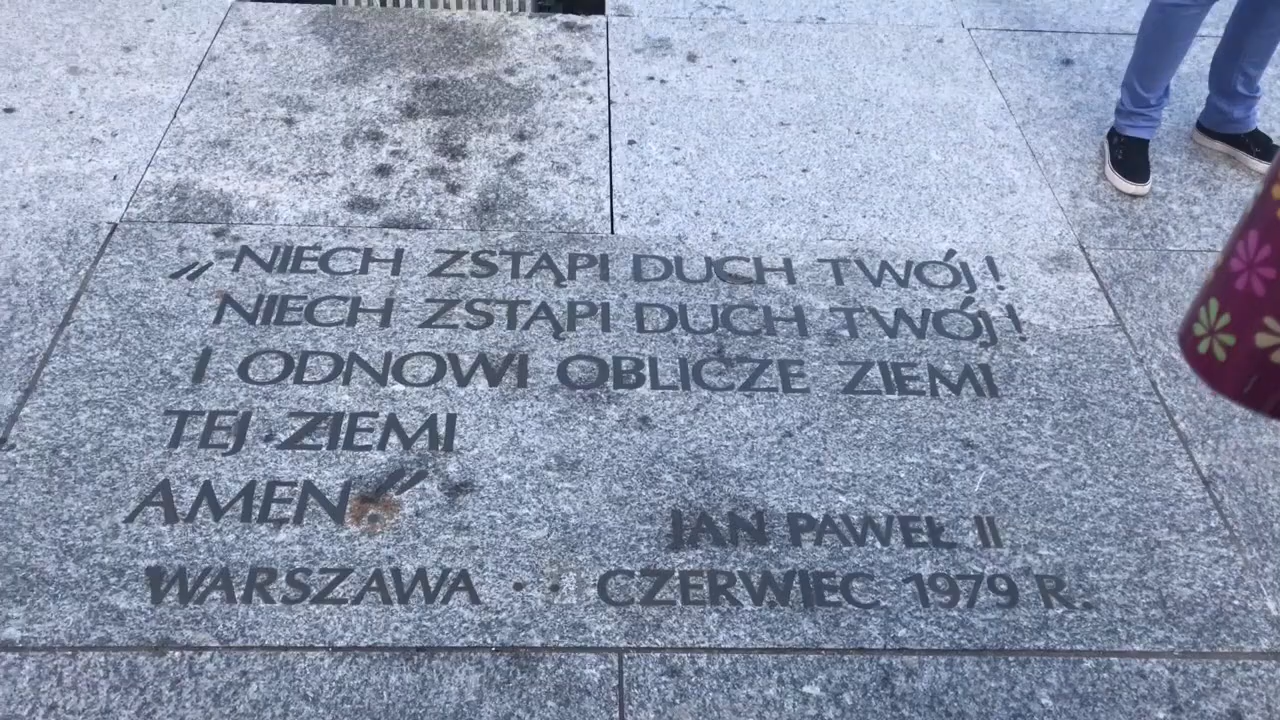 „NIECH ZSTĄPI DUCH TWÓJ!
NIECH ZSTĄPI DUCH TWÓJ!
I ODNOWI OBLICZE ZIEMI
TEJ ZIEMI
AMEN”
JAN PAWEŁ II
WARSZAWA · · CZERWIEC 1979 R.